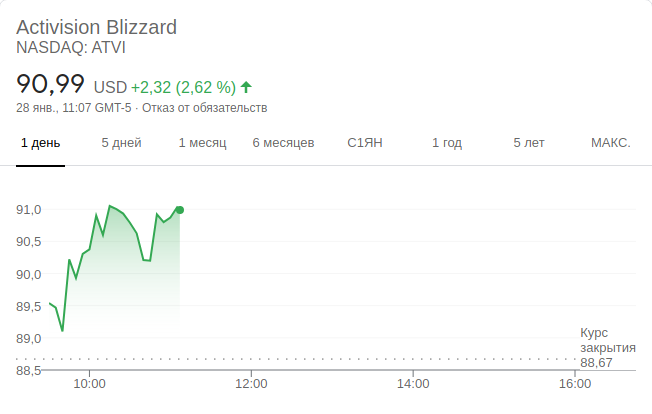 Activision Blizzard
NASDAQ: ATVI
90,99 USD +2,32 (2,62 %)
28 янв., 11:07 GMT-5 · Отказ от обязательств
1 день 5 дней 1 месяц 6 месяцев С1ЯН 1 год 5 лет МАКС.
91,0
90,5
90,0
89,5
89,0
88,5
Курс
закрытия
88,67
10:00 12:00 14:00 16:00